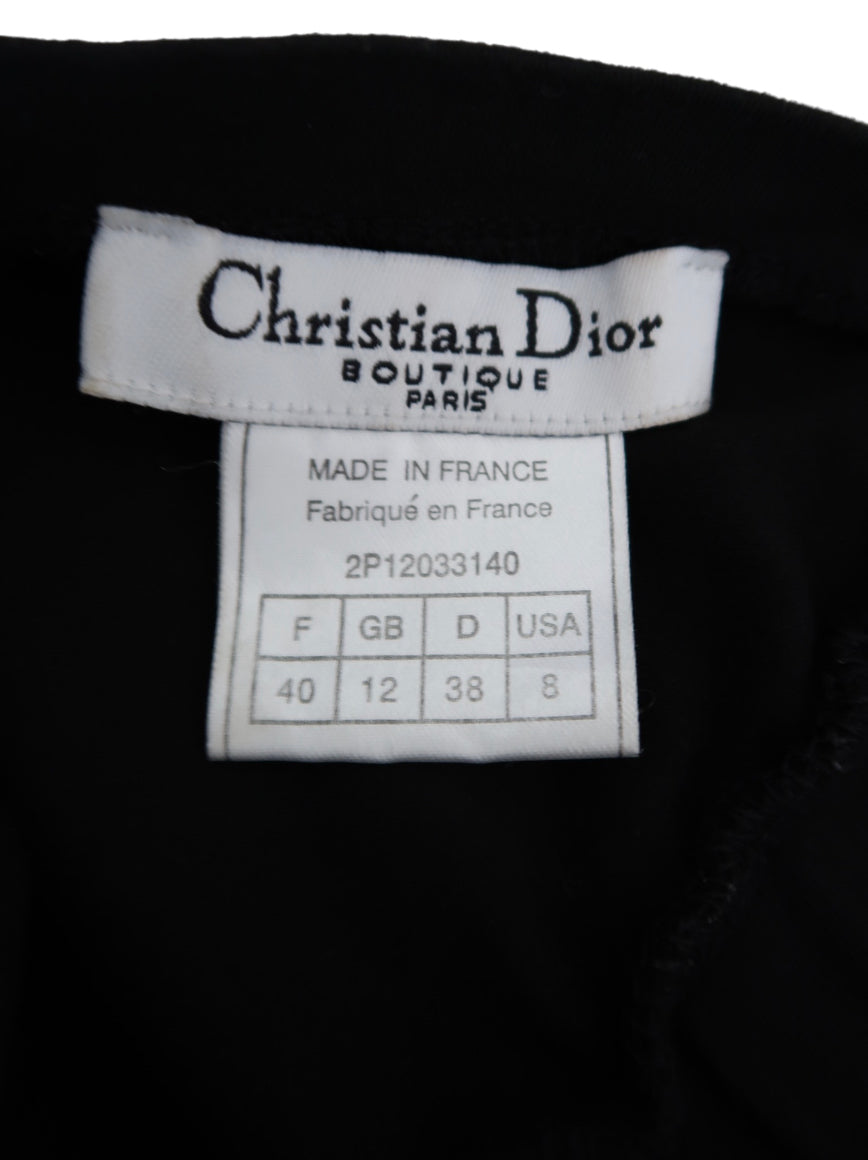 Christian Dior
BOUTIQUE
PARIS
MADE IN FRANCE
Fabriqué en France
2P12033140
F GB D USA
40 12 38 8